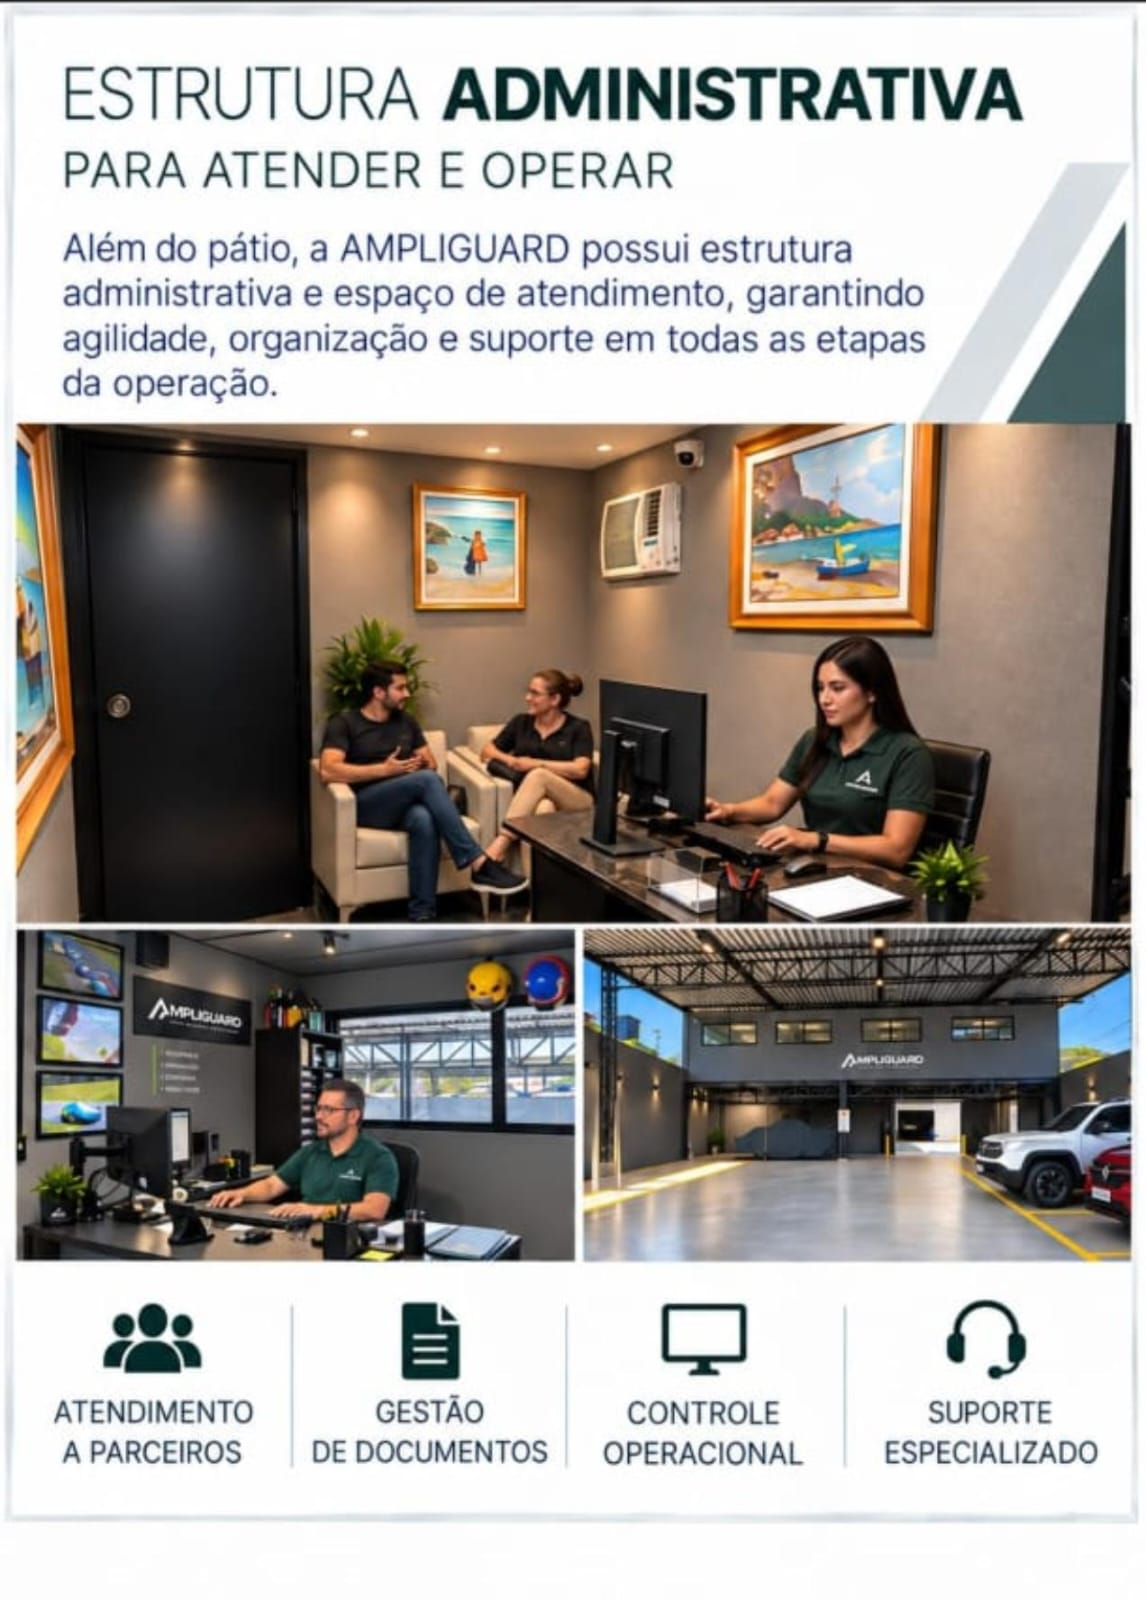 ESTRUTURA ADMINISTRATIVA
PARA ATENDER E OPERAR
Além do pátio, a AMPLIGUARD possui estrutura
administrativa e espaço de atendimento, garantindo
agilidade, organização e suporte em todas as etapas
da operação.
AMPLIGUARD
AMPLIGUARD
ATENDIMENTO
A PARCEIROS
GESTÃO
DE DOCUMENTOS
CONTROLE
OPERACIONAL
SUPORTE
ESPECIALIZADO